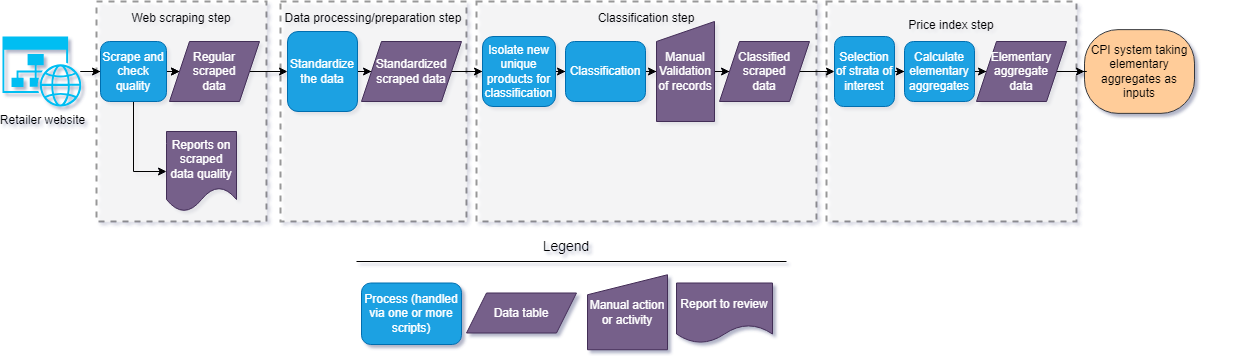 Web scraping step
Data processing/preparation step
Classification step
Price index step
Retailer website
Scrape and
check
quality
Regular
scraped
data
Reports on
scraped
data quality
Standardize
the data
Standardized
scraped data
Isolate new
unique
products for
classification
Classification
Manual
Validation
of records
Classified
scraped
data
Selection
of strata of
interest
Calculate
elementary
aggregates
Elementary
aggregate
data
CPI system taking
elementary
aggregates as
inputs
Legend
Process (handled
via one or more
scripts)
Data table
Manual action
or activity
Report to review